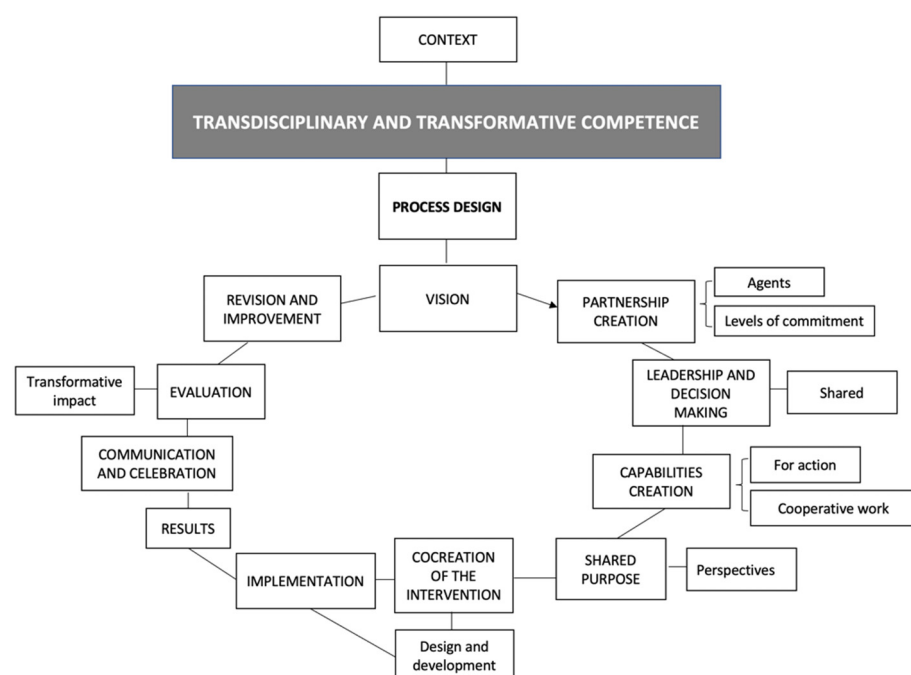 CONTEXT
TRANSDISCIPLINARY AND TRANSFORMATIVE COMPETENCE
PROCESS DESIGN
VISION
PARTNERSHIP
CREATION
Agents
Levels of commitment
LEADERSHIP AND
DECISION
MAKING
Shared
CAPABILITIES
CREATION
For action
Cooperative work
SHARED
PURPOSE
Perspectives
COCREATION
OF THE
INTERVENTION
Design and
development
IMPLEMENTATION
RESULTS
COMMUNICATION
AND CELEBRATION
EVALUATION
Transformative
impact
REVISION AND
IMPROVEMENT